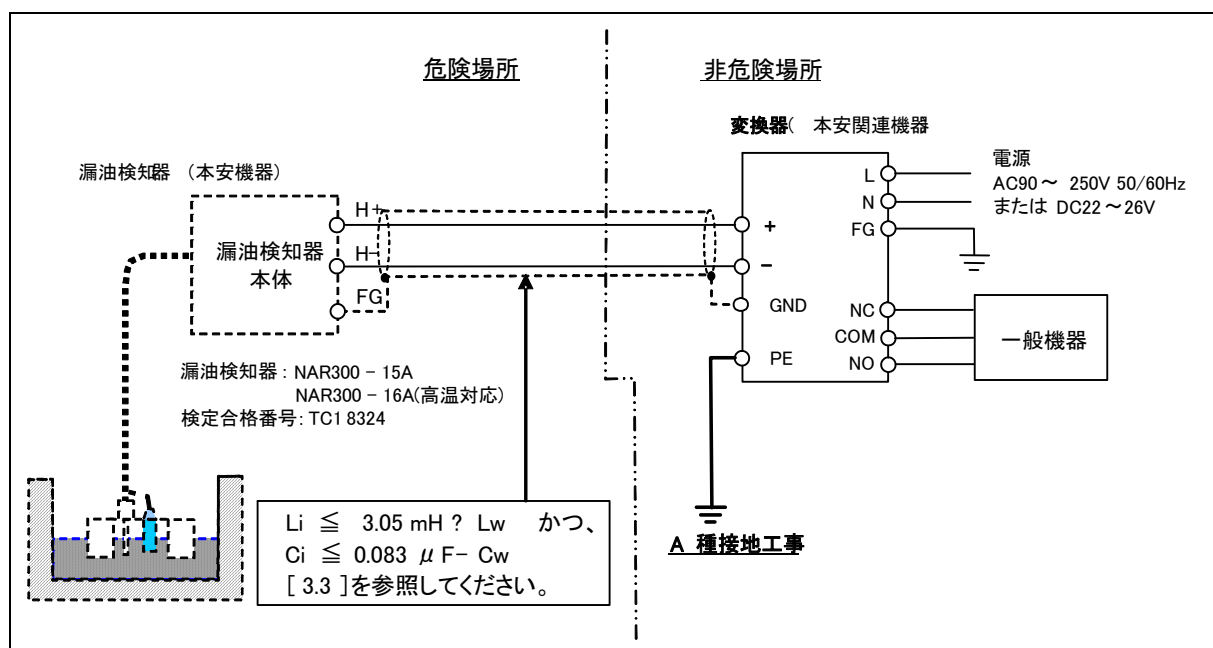 危険場所
非危険場所
変換器( 本安関連機器
漏油検知器 (本安機器)
電源
AC90～ 250V 50/60Hz
または DC22～26V
L
N
FG
H+
H-
FG
漏油検知器
本体
+
-
GND
PE
NC
COM
NO
一般機器
漏油検知器: NAR300-15A
NAR300-16A(高温対応)
検定合格番号: TC18324
Li ≦ 3.05 mH ? Lw かつ、
Ci ≦ 0.083 μF- Cw
[ 3.3 ]を参照してください。
A 種接地工事